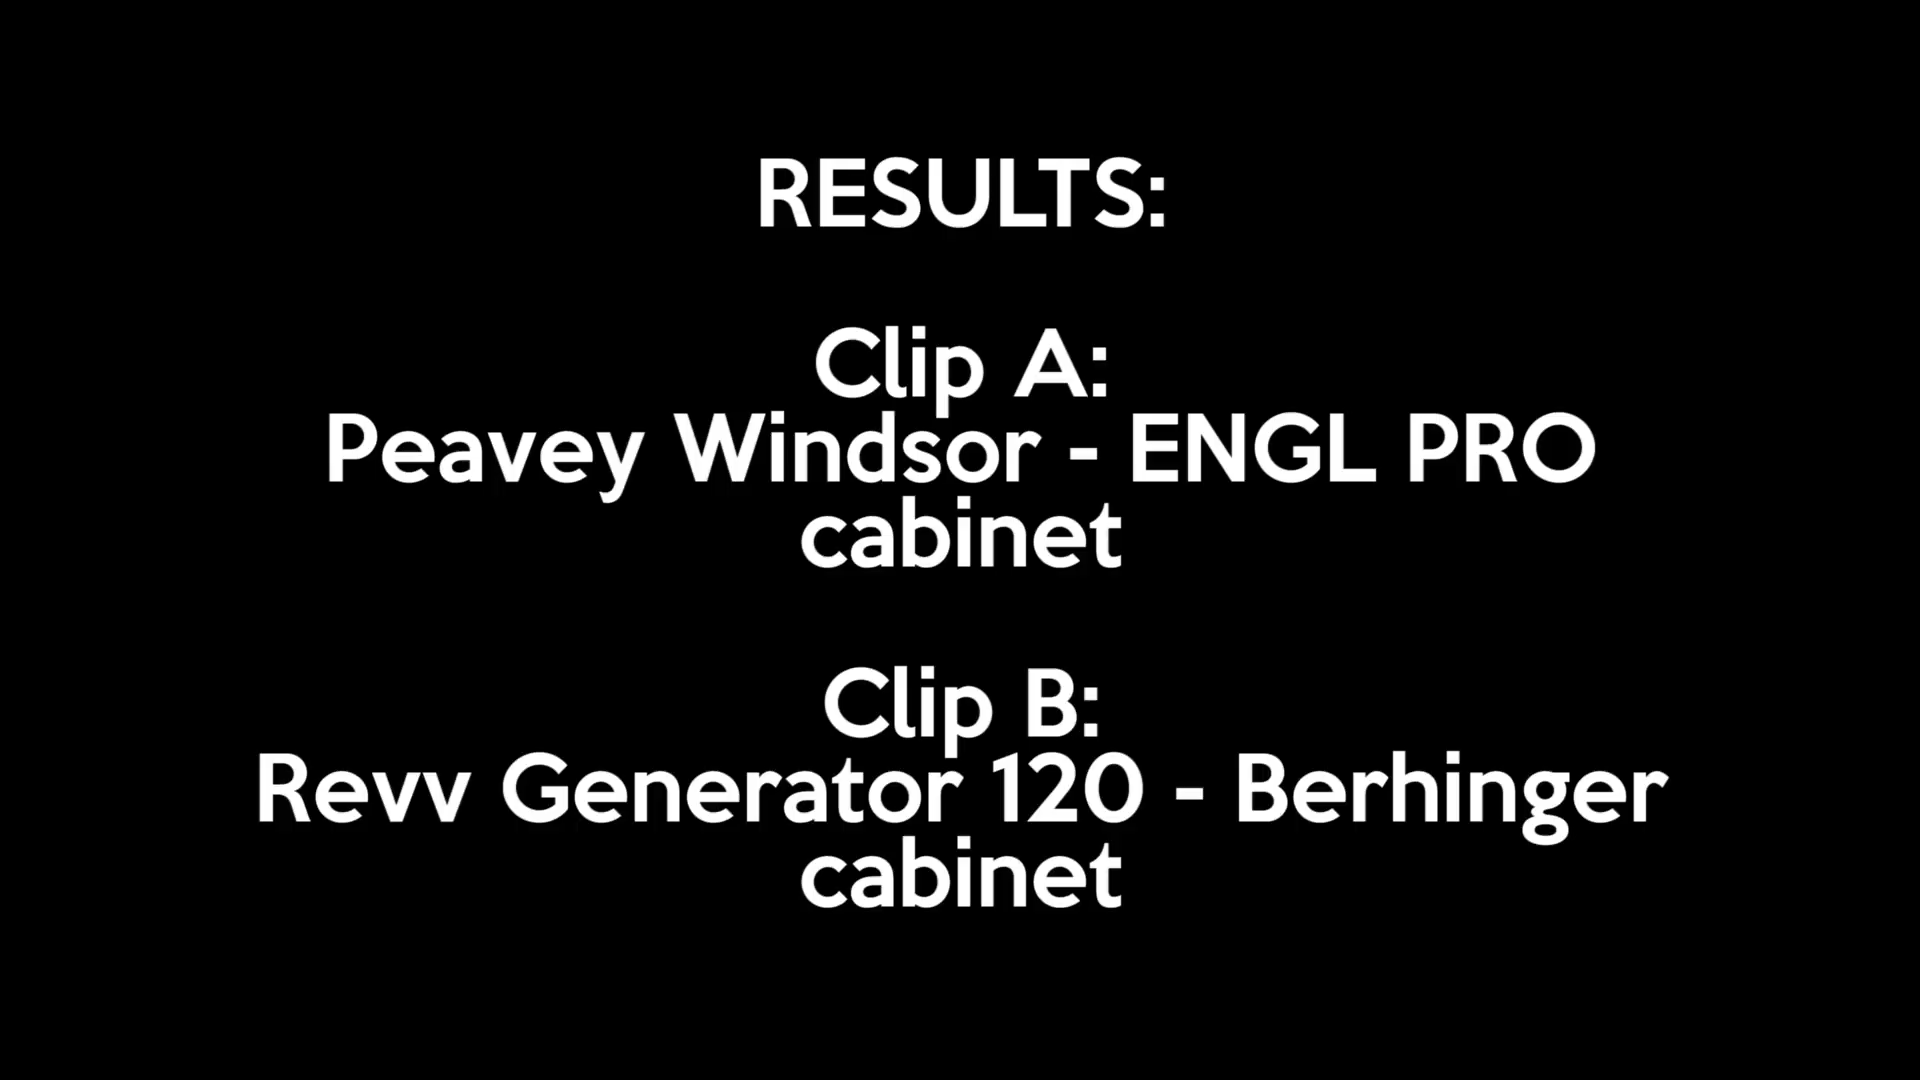 RESULTS:
Clip A:
Peavey Windsor - ENGL PRO
cabinet
Clip B:
Revv Generator 120 - Berhinger
cabinet